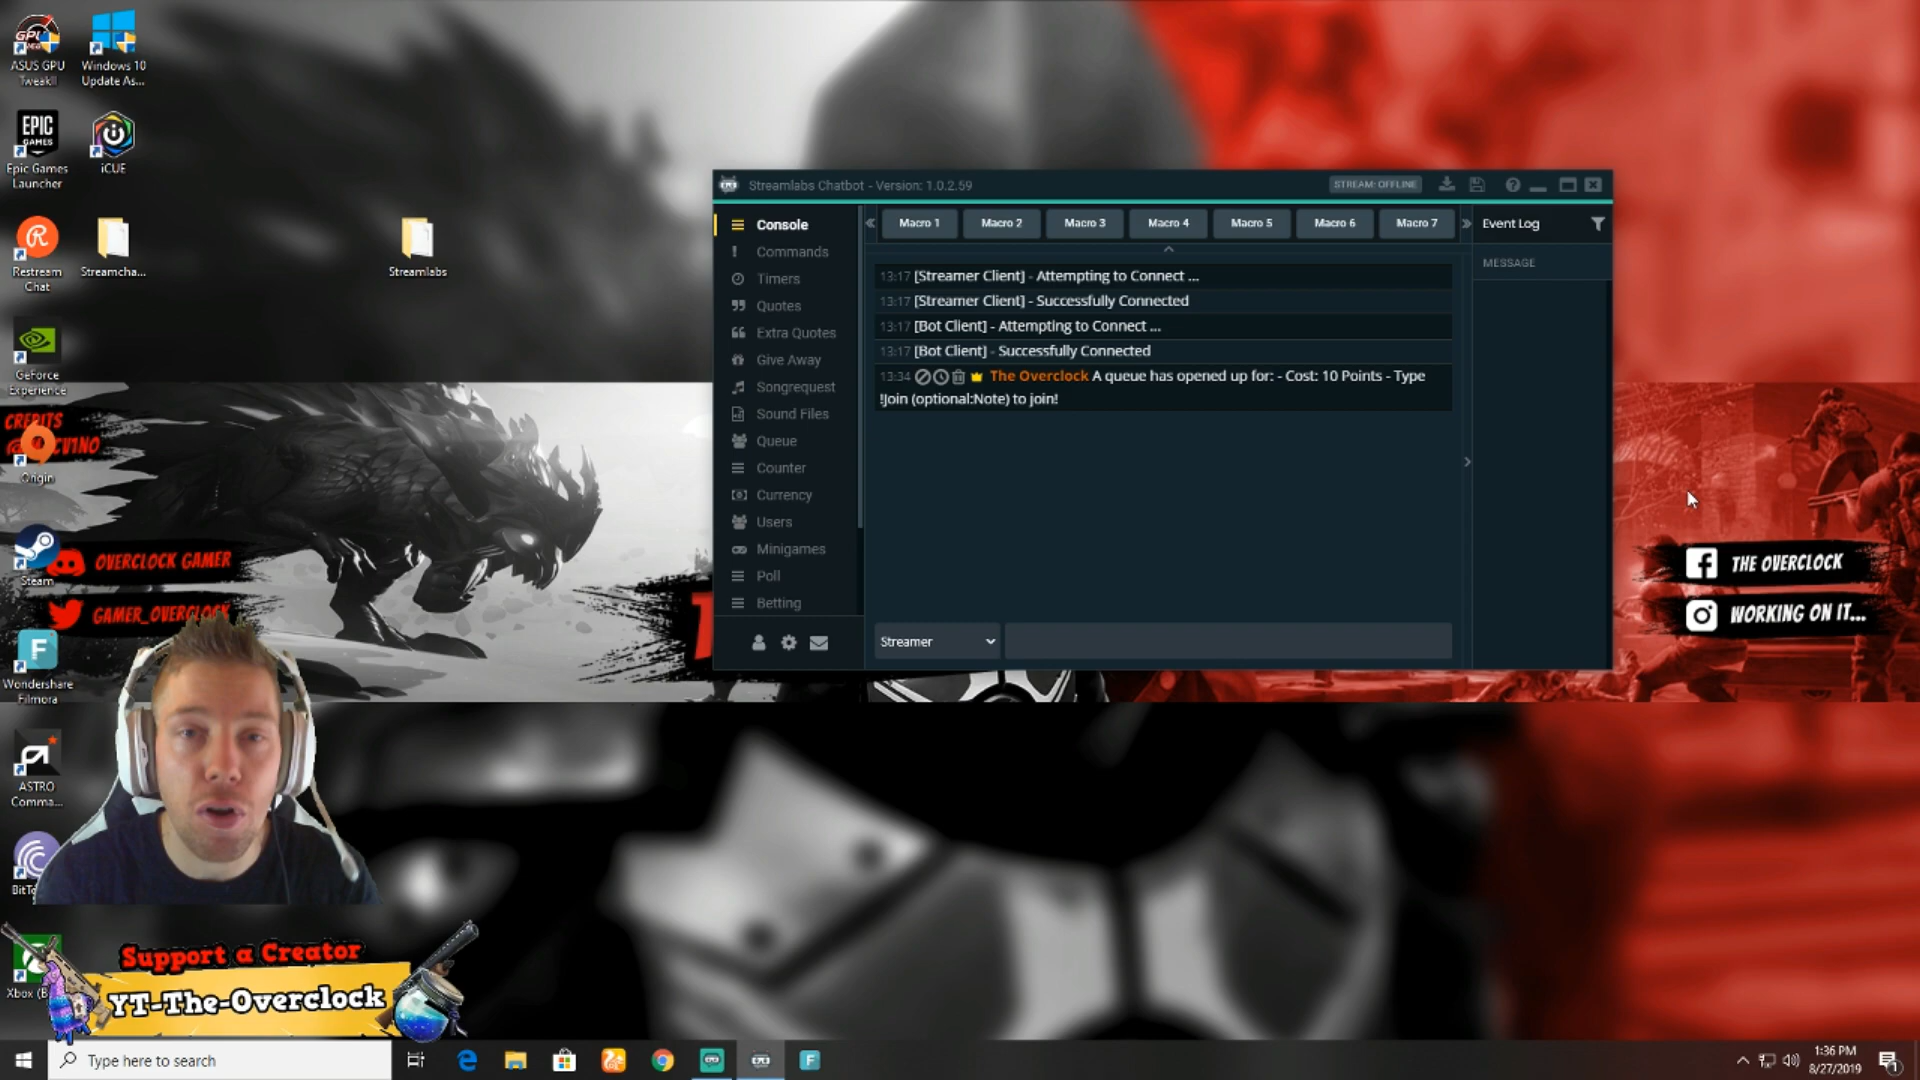 ASUS GPU
TweakII
Windows 10
Update As...
EPIC
GAMES
Epic Games
Launcher
iCUE
Restream
Chat
Streamcha...
Streamlabs
GeForce
Experience
CREDITS
Origin
Steam
OVERCLOCK GAMER
GAMER_OVERCLOCK
Wondershare
Filmora
ASTRO
Comma...
Streamlabs Chatbot - Version: 1.0.2.59
STREAM: OFFLINE
Console
Commands
Timers
Quotes
Extra Quotes
Give Away
Songrequest
Sound Files
Queue
Counter
Currency
Users
Minigames
Poll
Betting
Macro 1 Macro 2 Macro 3 Macro 4 Macro 5 Macro 6 Macro 7
Event Log
MESSAGE
13:17 [Streamer Client] - Attempting to Connect ...
13:17 [Streamer Client] - Successfully Connected
13:17 [Bot Client] - Attempting to Connect ...
13:17 [Bot Client] - Successfully Connected
13:34 The Overclock A queue has opened up for: - Cost: 10 Points - Type
!Join (optional:Note) to join!
Streamer
THE OVERCLOCK
WORKING ON IT...
Support a Creator
YT-The-Overclock
Xbox (B
Type here to search
1:36 PM
8/27/2019